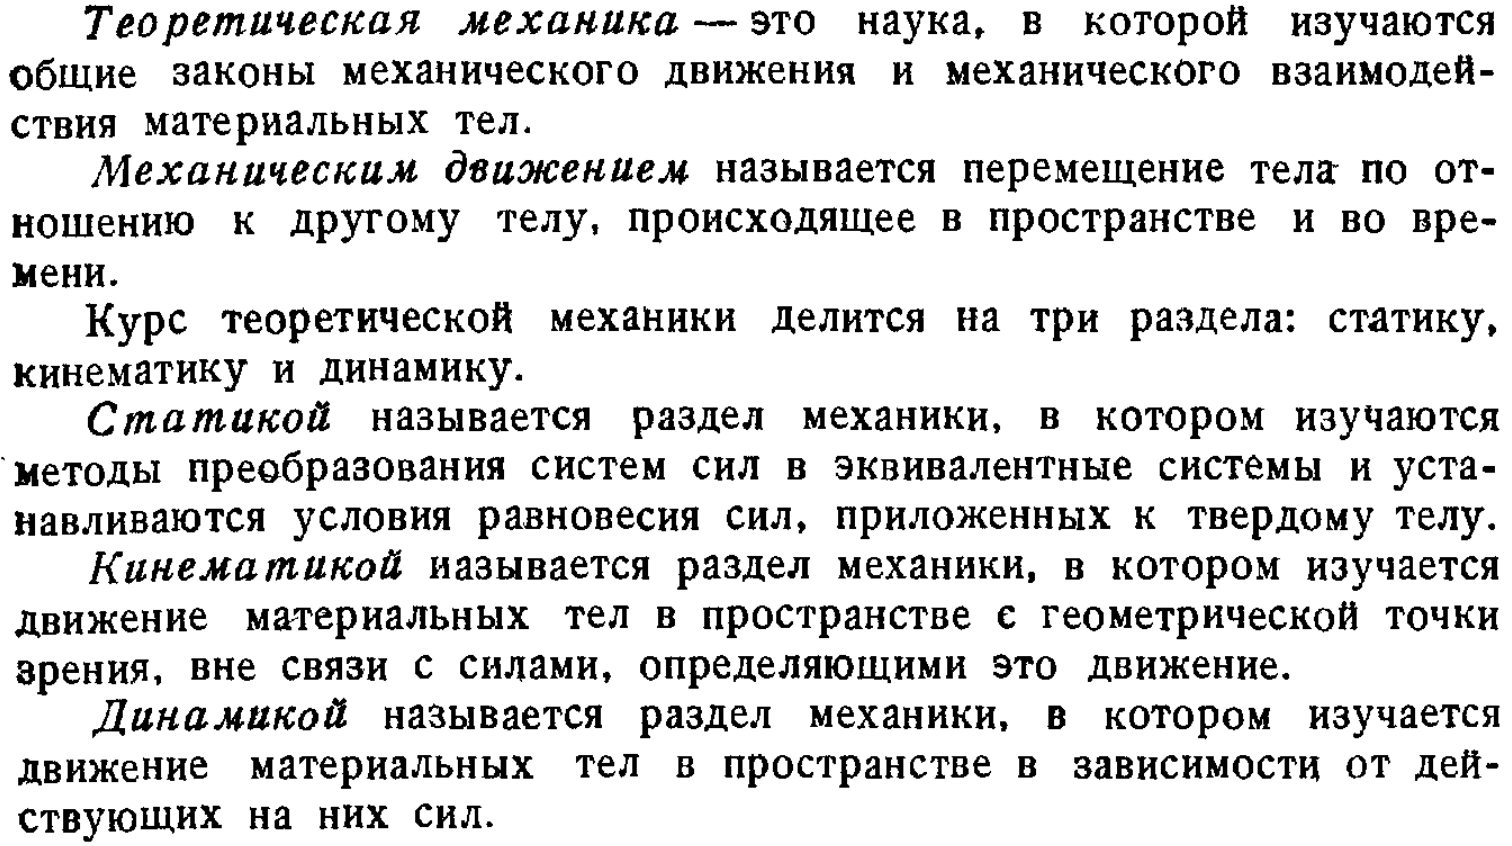 Теоретическая механика — это наука, в которой изучаются
общие законы механического движения и механического взаимодей-
ствия материальных тел.
Механическим движением называется перемещение тела по от-
ношению к другому телу, происходящее в пространстве и во вре-
мени.
Курс теоретической механики делится на три раздела: статику,
кинематику и динамику.
Статикой называется раздел механики, в котором изучаются
методы преобразования систем сил в эквивалентные системы и уста-
навливаются условия равновесия сил, приложенных к твердому телу.
Кинематикой называется раздел механики, в котором изучается
движение материальных тел в пространстве с геометрической точки
зрения, вне связи с силами, определяющими это движение.
Динамикой называется раздел механики, в котором изучается
движение материальных тел в пространстве в зависимости от дей-
ствующих на них сил.